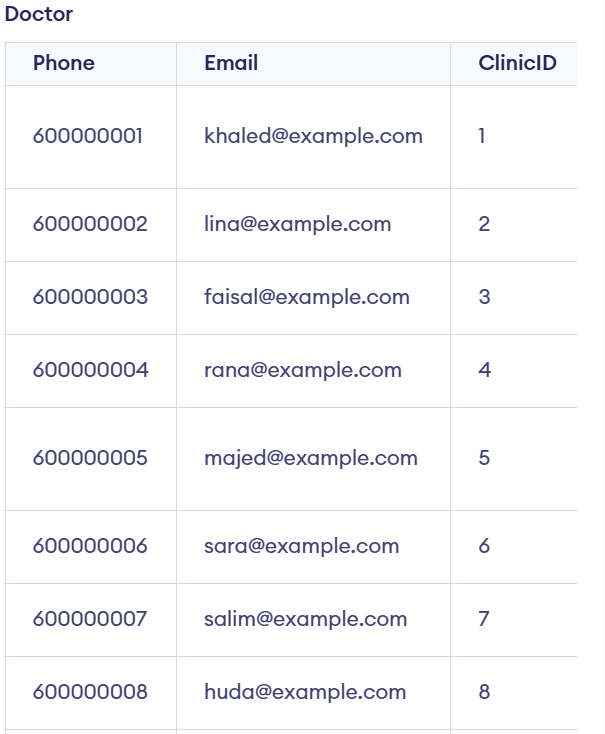 Doctor
Phone Email ClinicID
600000001 khaled@example.com 1
600000002 lina@example.com 2
600000003 faisal@example.com 3
600000004 rana@example.com 4
600000005 majed@example.com 5
600000006 sara@example.com 6
600000007 salim@example.com 7
600000008 huda@example.com 8